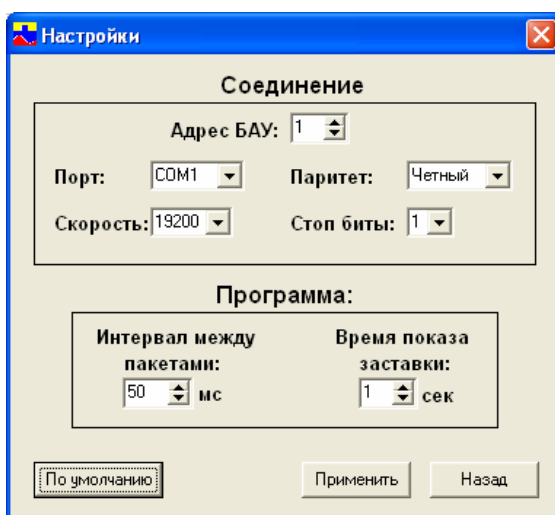 Настройки
Соединение
Адрес БАУ: 1
Порт: COM1 Паритет: Четный
Скорость: 19200 Стоп биты: 1
Программа:
Интервал между Время показа
пакетами: заставки:
50 мс 1 сек
По умолчанию Применить Назад